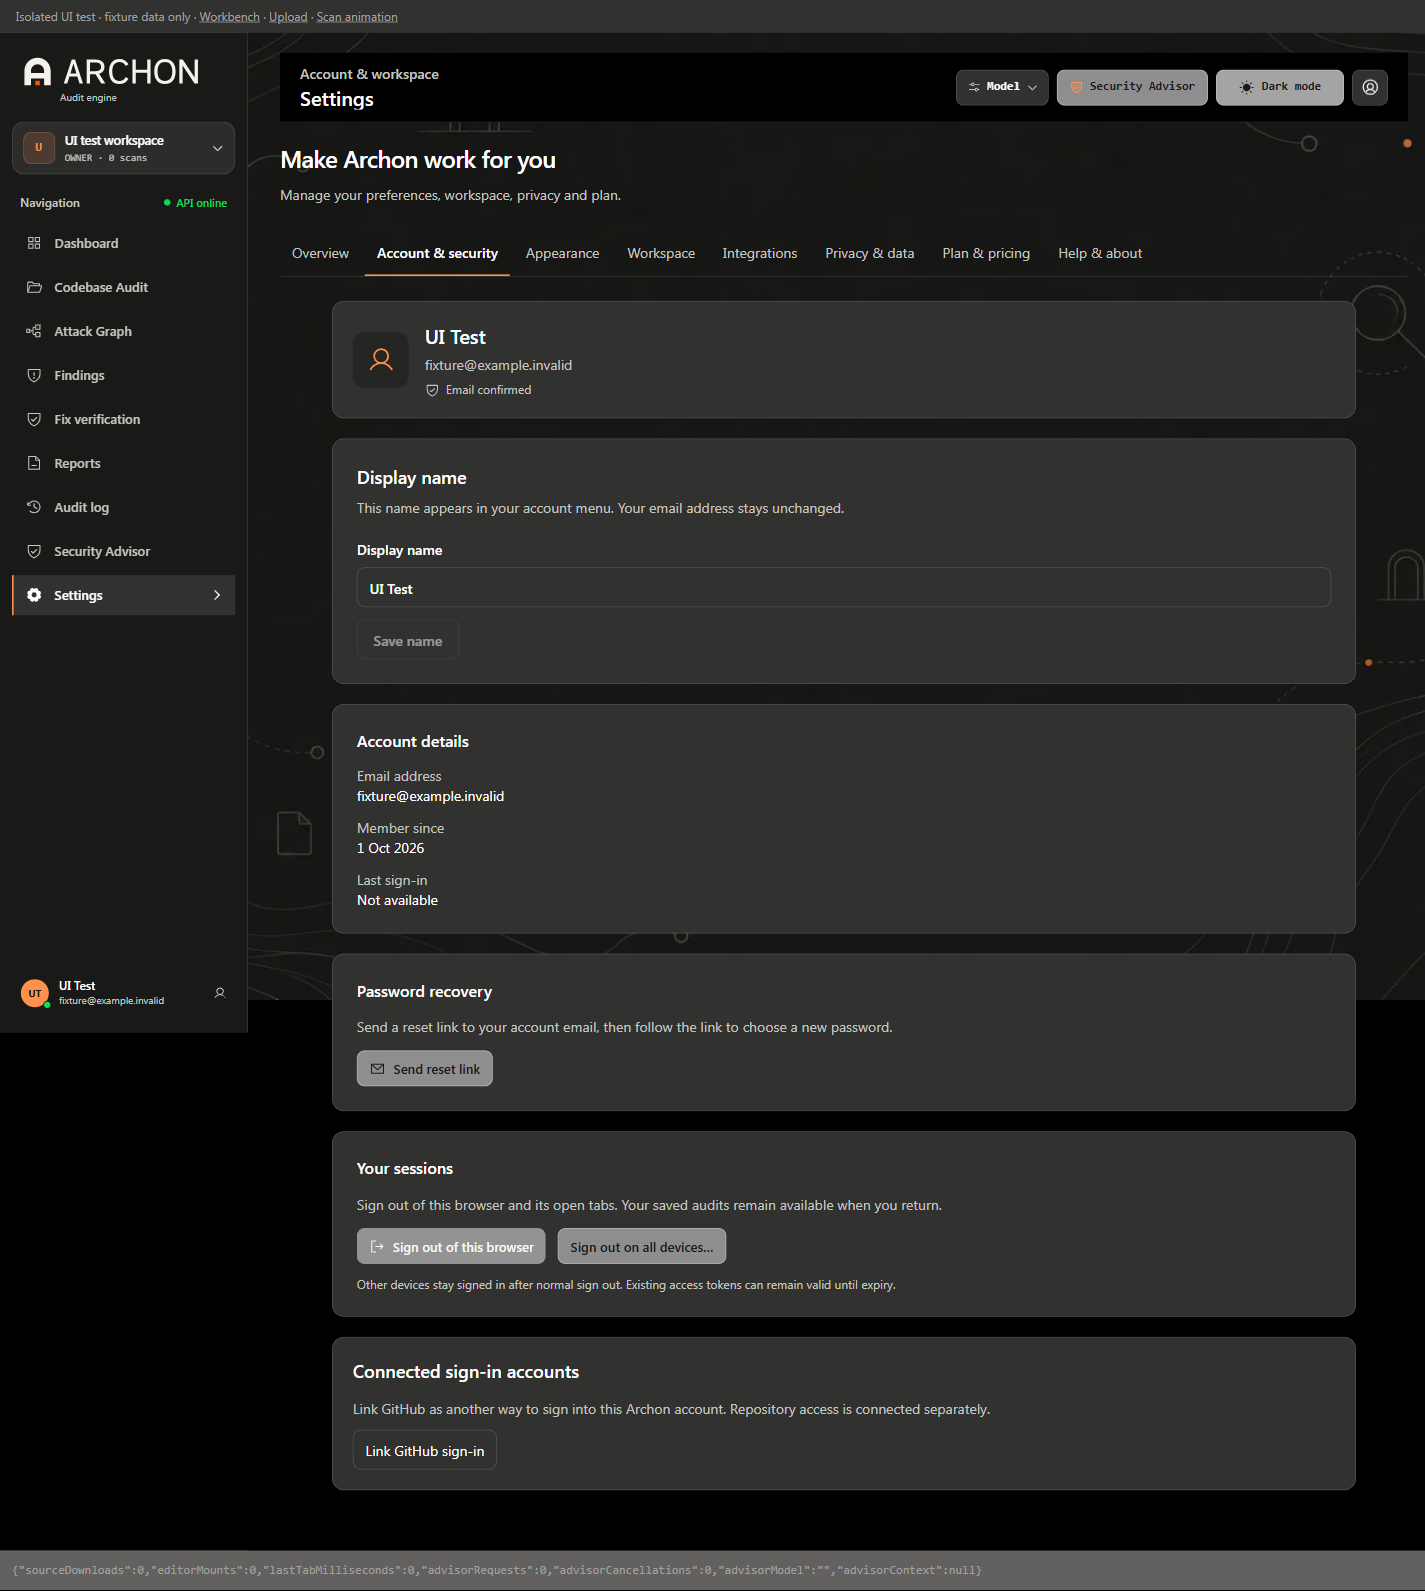 Isolated UI test · fixture data only · Workbench · Upload · Scan animation
ARCHON
Audit engine
U
UI test workspace
OWNER · 0 scans
Navigation
API online
Dashboard
Codebase Audit
Attack Graph
Findings
Fix verification
Reports
Audit log
Security Advisor
Settings
UT
UI Test
fixture@example.invalid
Account & workspace
Settings
Model
Security Advisor
Dark mode
Make Archon work for you
Manage your preferences, workspace, privacy and plan.
Overview
Account & security
Appearance
Workspace
Integrations
Privacy & data
Plan & pricing
Help & about
UI Test
fixture@example.invalid
Email confirmed
Display name
This name appears in your account menu. Your email address stays unchanged.
Display name
UI Test
Save name
Account details
Email address
fixture@example.invalid
Member since
1 Oct 2026
Last sign-in
Not available
Password recovery
Send a reset link to your account email, then follow the link to choose a new password.
Send reset link
Your sessions
Sign out of this browser and its open tabs. Your saved audits remain available when you return.
Sign out of this browser
Sign out on all devices...
Other devices stay signed in after normal sign out. Existing access tokens can remain valid until expiry.
Connected sign-in accounts
Link GitHub as another way to sign into this Archon account. Repository access is connected separately.
Link GitHub sign-in
{"sourceDownloads":0,"editorMounts":0,"lastTabMilliseconds":0,"advisorRequests":0,"advisorCancellations":0,"advisorModel":"","advisorContext":null}